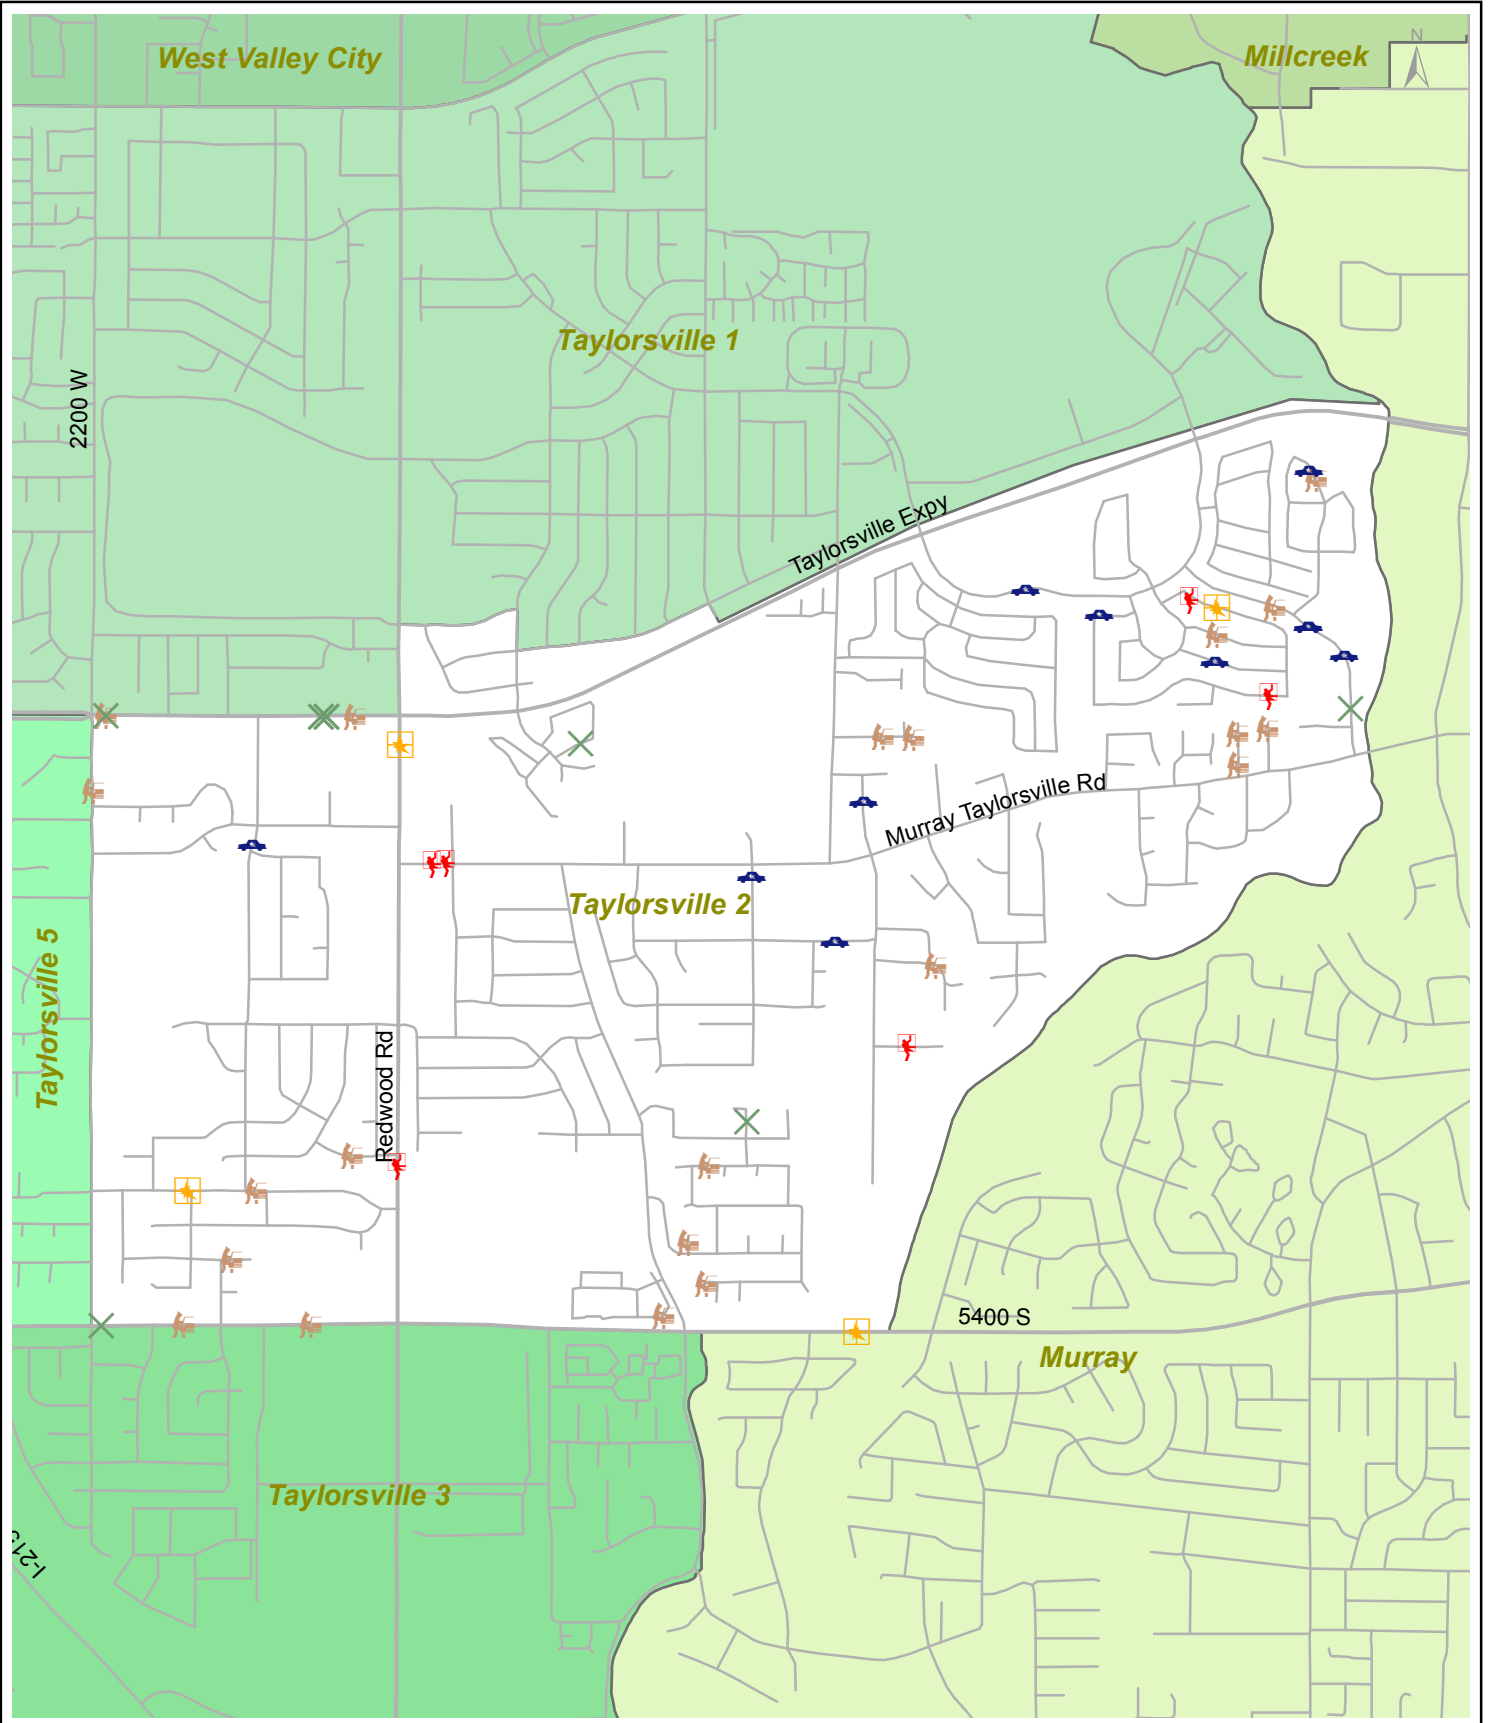 West Valley City
Millcreek
N
Taylorsville 1
2200 W
Taylorsville Expy
Murray Taylorsville Rd
Taylorsville 2
Taylorsville 5
Redwood Rd
5400 S
Murray
Taylorsville 3
I-215